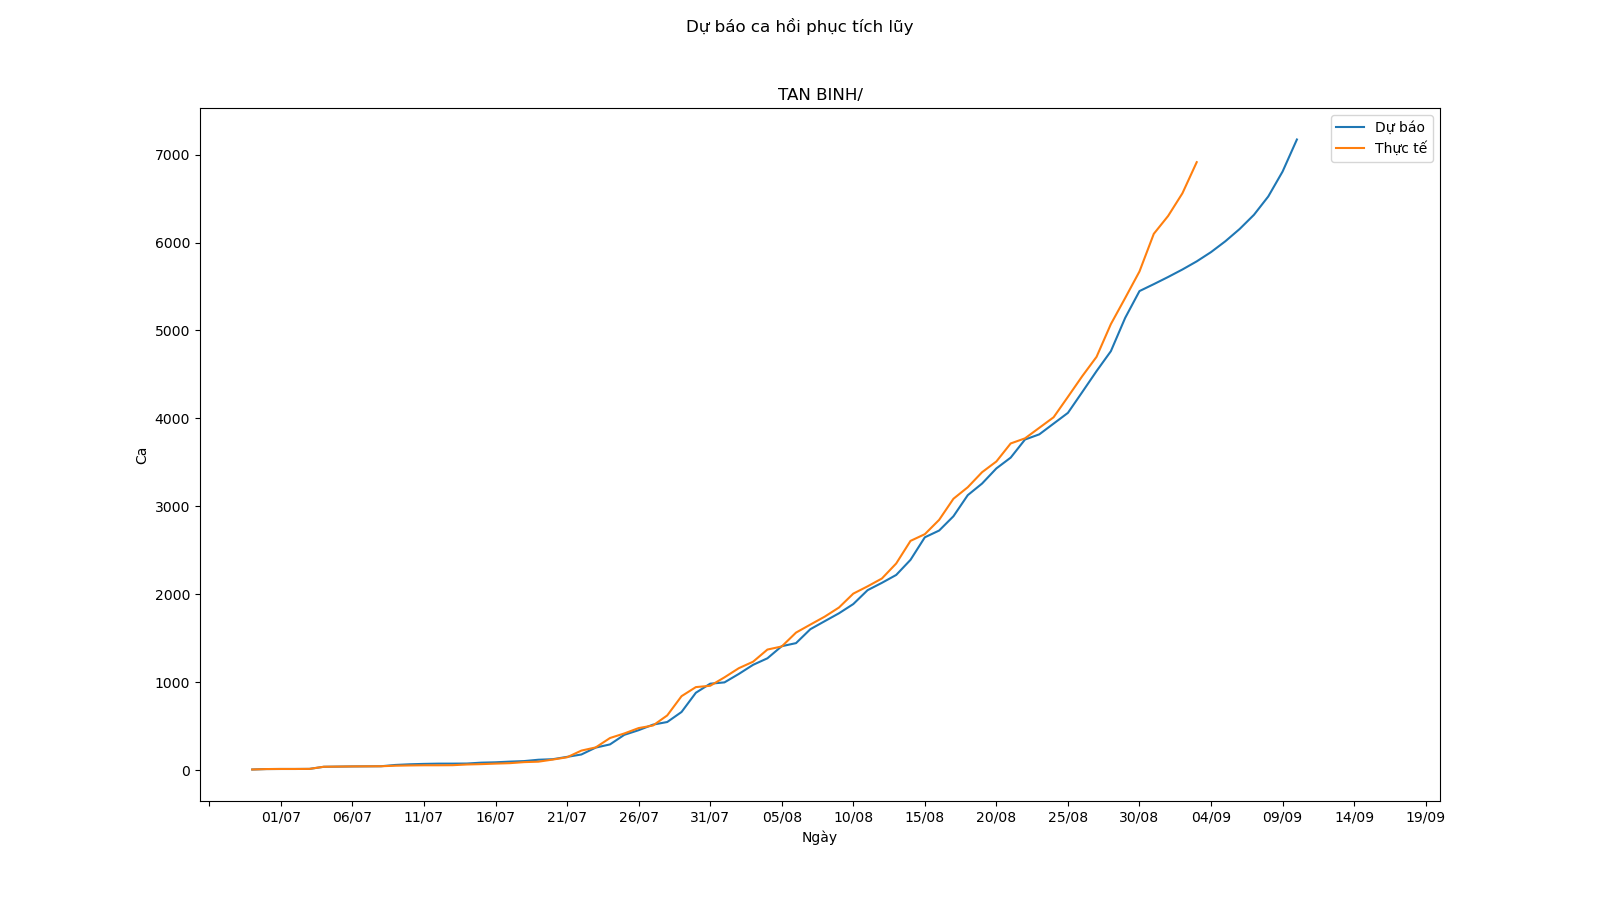 Dự báo ca hồi phục tích lũy
TAN BINH/
Dự báo
Thực tế
7000
6000
5000
4000
3000
2000
1000
0
Ca
01/07 06/07 11/07 16/07 21/07 26/07 31/07 05/08 10/08 15/08 20/08 25/08 30/08 04/09 09/09 14/09 19/09
Ngày